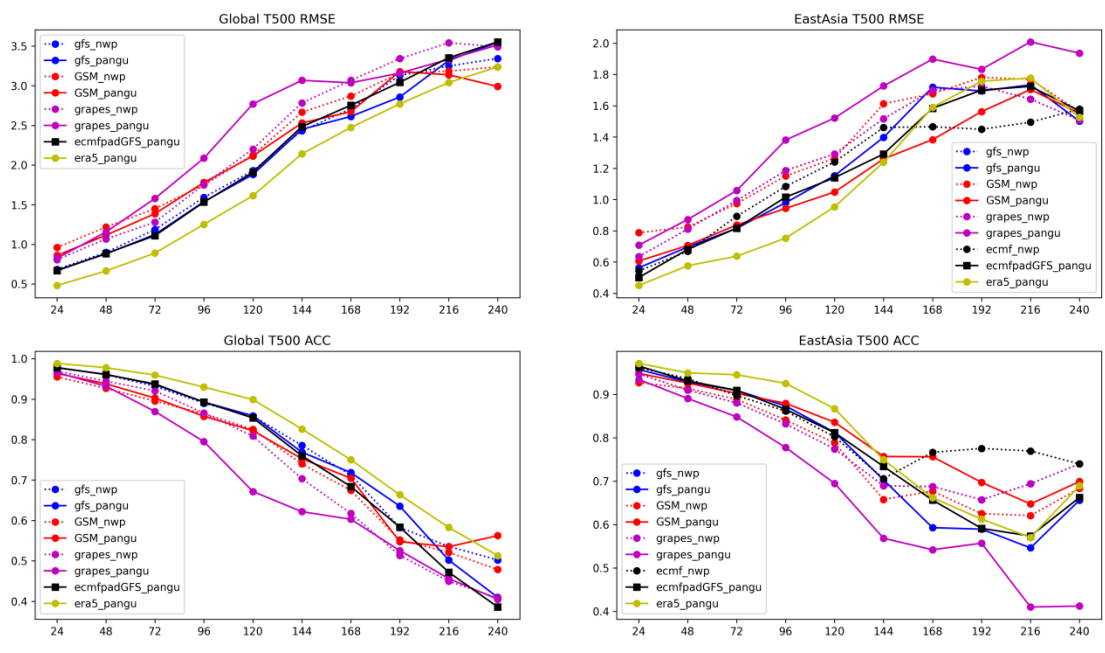 Global T500 RMSE
3.5
3.0
2.5
2.0
1.5
1.0
0.5
gfs_nwp
gfs_pangu
GSM_nwp
GSM_pangu
grapes_nwp
grapes_pangu
ecmfpadGFS_pangu
era5_pangu
24 48 72 96 120 144 168 192 216 240
EastAsia T500 RMSE
2.0
1.8
1.6
1.4
1.2
1.0
0.8
0.6
0.4
gfs_nwp
gfs_pangu
GSM_nwp
GSM_pangu
grapes_nwp
grapes_pangu
ecmf_nwp
ecmfpadGFS_pangu
era5_pangu
24 48 72 96 120 144 168 192 216 240
Global T500 ACC
1.0
0.9
0.8
0.7
0.6
0.5
0.4
gfs_nwp
gfs_pangu
GSM_nwp
GSM_pangu
grapes_nwp
grapes_pangu
ecmfpadGFS_pangu
era5_pangu
24 48 72 96 120 144 168 192 216 240
EastAsia T500 ACC
0.9
0.8
0.7
0.6
0.5
0.4
gfs_nwp
gfs_pangu
GSM_nwp
GSM_pangu
grapes_nwp
grapes_pangu
ecmf_nwp
ecmfpadGFS_pangu
era5_pangu
24 48 72 96 120 144 168 192 216 240